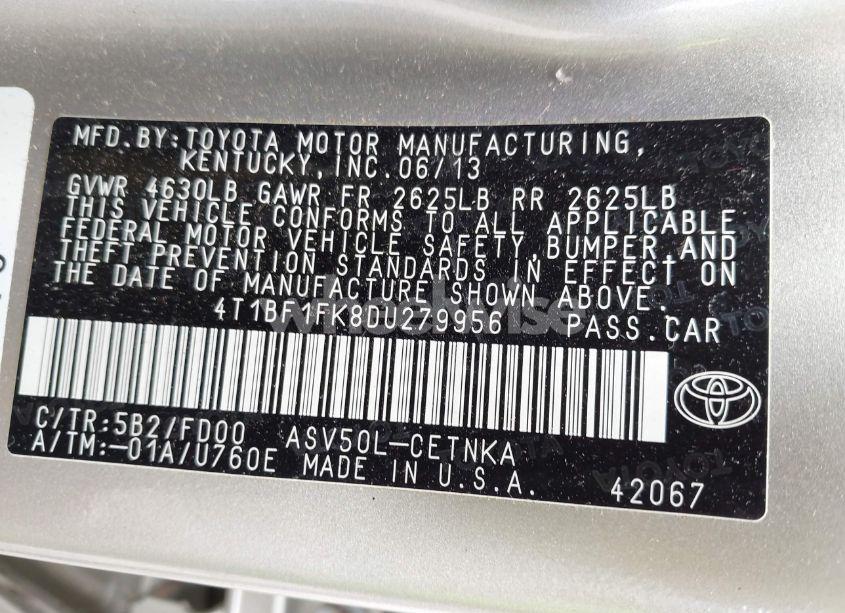 MFD.BY:TOYOTA MOTOR MANUFACTURING,
KENTUCKY,INC.06/13
GVWR 4630LB GAWR FR 2625LB RR 2625LB
THIS VEHICLE CONFORMS TO ALL APPLICABLE
FEDERAL MOTOR VEHICLE SAFETY,BUMPER,AND
THEFT PREVENTION STANDARDS IN EFFECT ON
THE DATE OF MANUFACTURE SHOWN ABOVE.
4T1BF1FK8DU279956 PASS.CAR
C/TR:5B2/FD00 ASV50L-CETNKA
A/TM:-01A/U760E MADE IN U.S.A. 42067